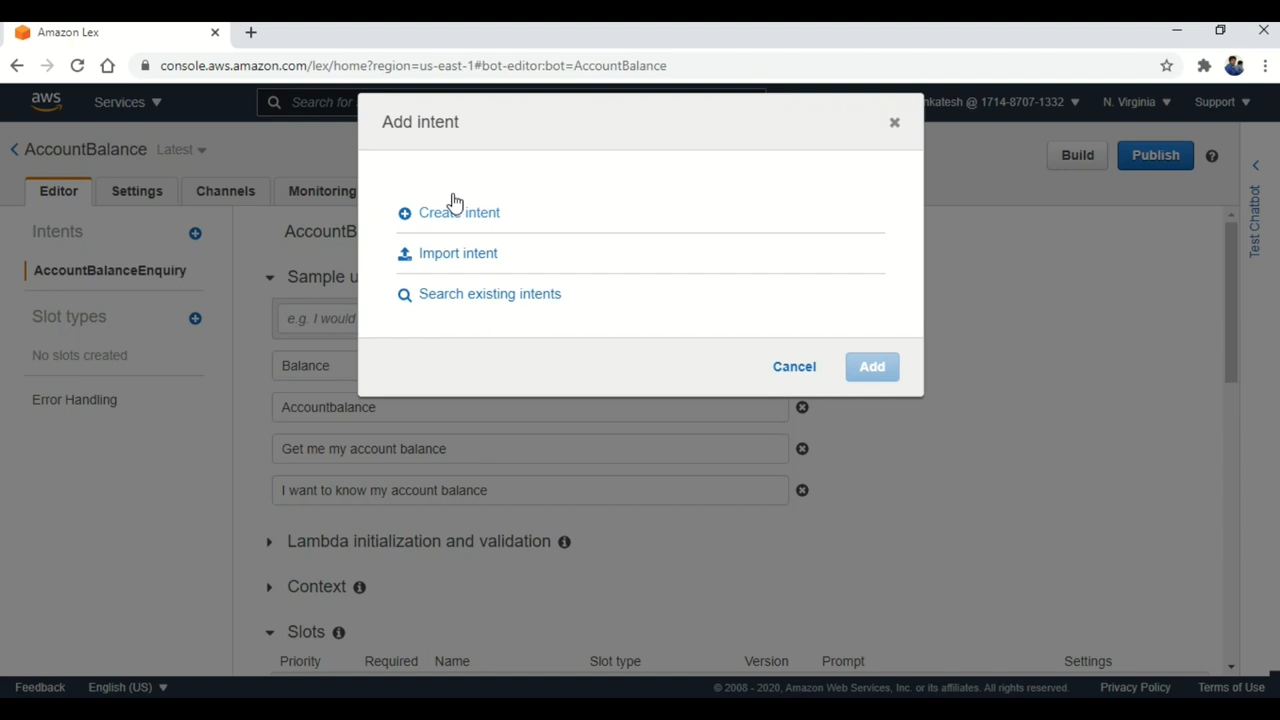 Amazon Lex
console.aws.amazon.com/lex/home?region=us-east-1#bot-editor:bot=AccountBalance
aws Services Search for nkatesh @ 1714-8707-1332 N. Virginia Support
Add intent
AccountBalance Latest Build Publish
Editor Settings Channels Monitoring
Create intent
Import intent
Search existing intents
Cancel Add
Intents
AccountBalanceEnquiry
Slot types
No slots created
Error Handling
AccountB
Sample u
e.g. I would
Balance
Accountbalance
Get me my account balance
I want to know my account balance
Lambda initialization and validation
Context
Slots
Priority Required Name Slot type Version Prompt Settings
Test Chatbot
Feedback English (US) © 2008 - 2020, Amazon Web Services, Inc. or its affiliates. All rights reserved. Privacy Policy Terms of Use